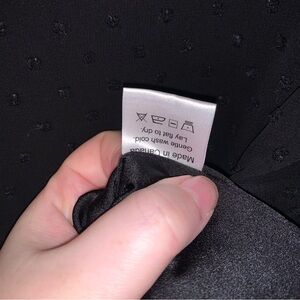 Made in Canada
Gentle wash cold.
Lay flat to dry.